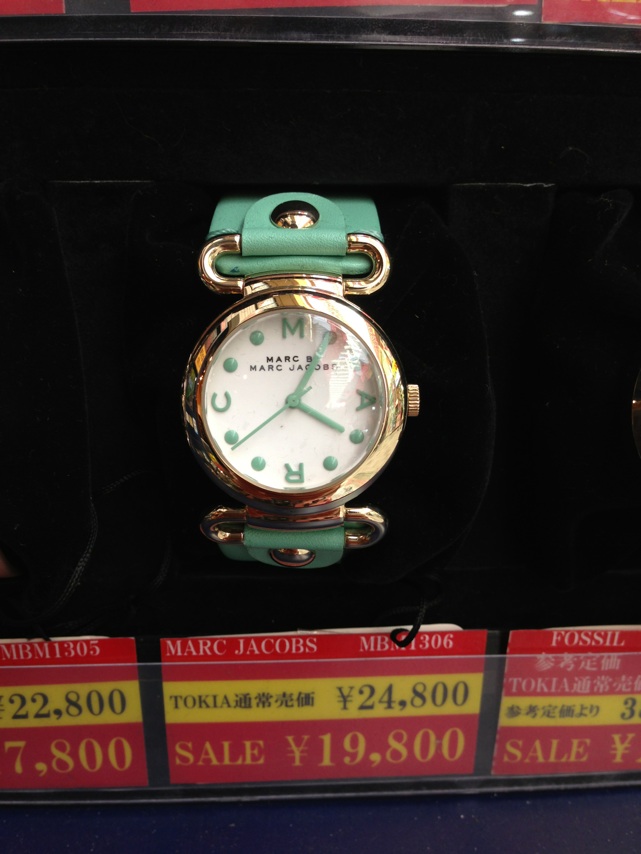 M
MARC BY
MARC JACOBS
C
A
R
MBM1305
¥22,800
7,800
MARC JACOBS MBM1306
TOKIA通常売価 ¥24,800
SALE ¥19,800
FOSSIL
参考定価
TOKIA通常売
参考定価より 3
SALE ¥